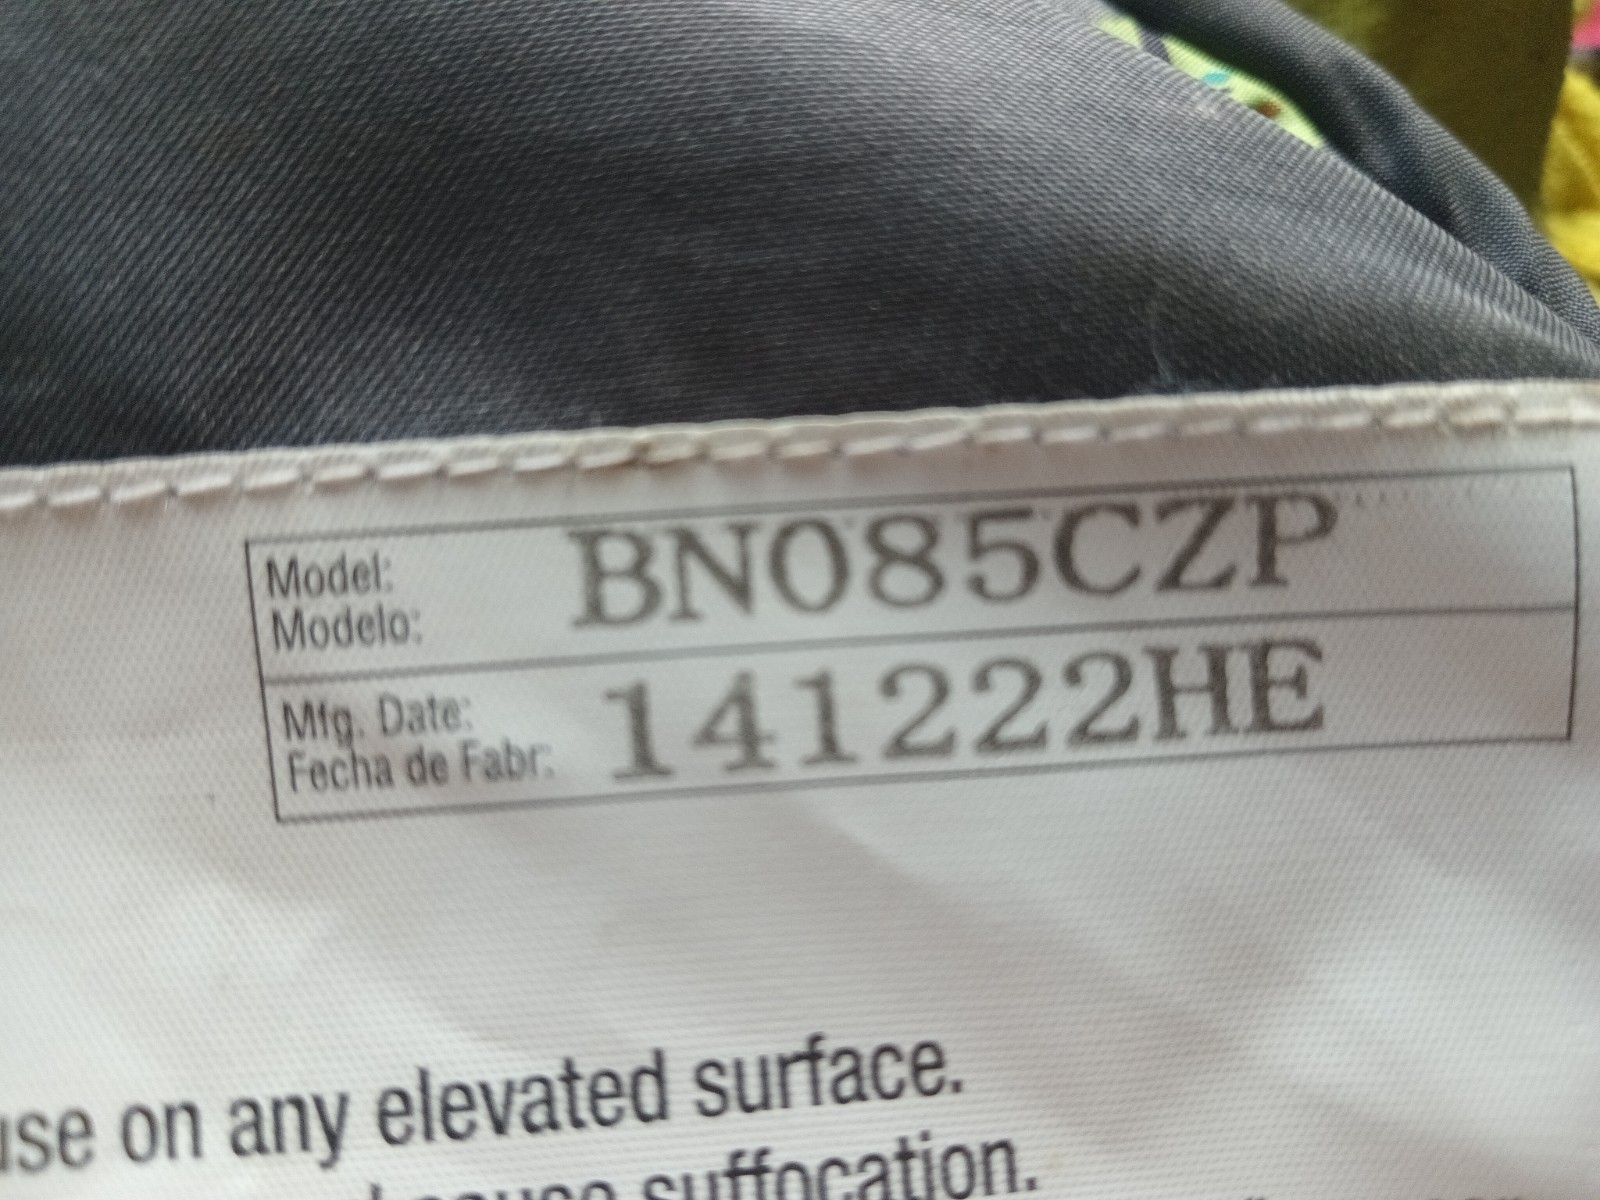 Model:
Modelo:
BN085CZP
Mfg. Date:
Fecha de Fabr:
141222HE
use on any elevated surface.
suffocation.